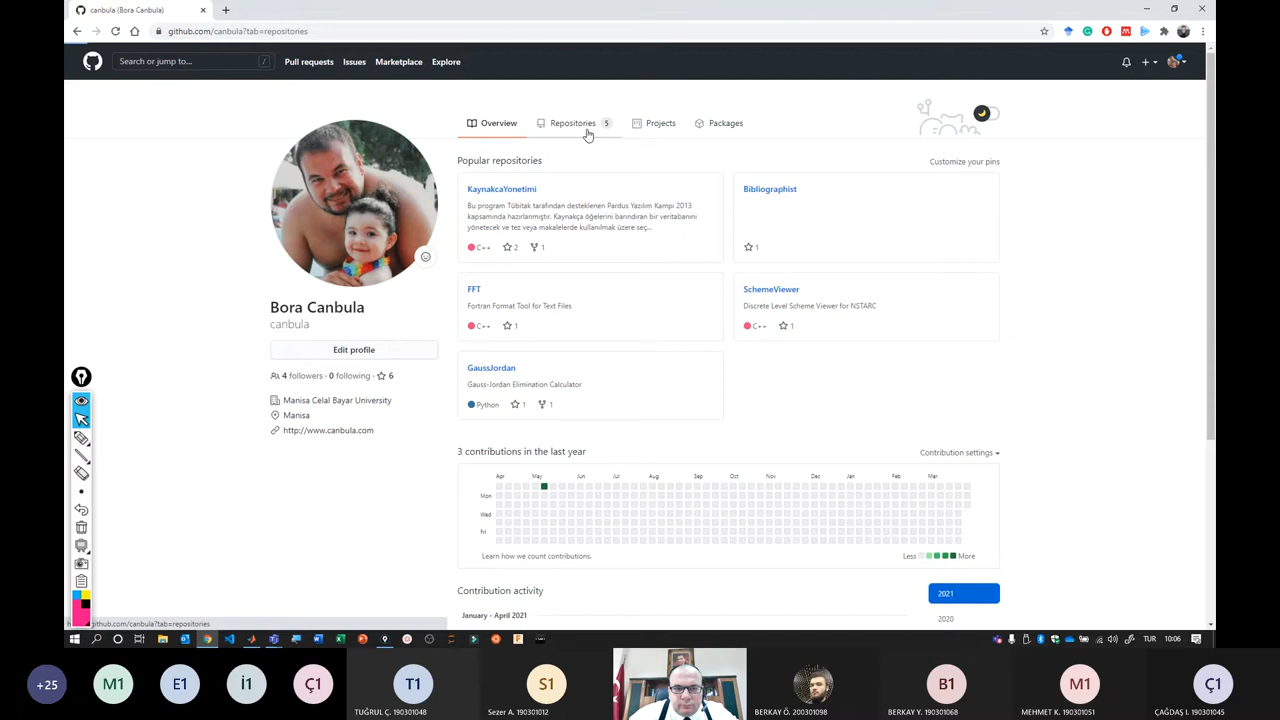 canbula (Bora Canbula)
github.com/canbula?tab=repositories
Search or jump to...
/
Pull requests
Issues
Marketplace
Explore
Overview
Repositories 5
Projects
Packages
Popular repositories
Customize your pins
KaynakcaYonetimi
Bu program Tübitak tarafından desteklenen Pardus Yazılım Kampı 2013
kapsamında hazırlanmıştır. Kaynakça öğelerini barındıran bir veritabanını
yönetecek ve tez veya makalelerde kullanılmak üzere seç...
C++ 2 1
Bibliographist
1
FFT
Fortran Format Tool for Text Files
C++ 1
SchemeViewer
Discrete Level Scheme Viewer for NSTARC
C++ 1
GaussJordan
Gauss-Jordan Elimination Calculator
Python 1 1
Bora Canbula
canbula
Edit profile
4 followers · 0 following · 6
Manisa Celal Bayar University
Manisa
http://www.canbula.com
3 contributions in the last year
Contribution settings
Apr May Jun Jul Aug Sep Oct Nov Dec Jan Feb Mar
Mon
Wed
Fri
Learn how we count contributions.
Less More
Contribution activity
2021
January - April 2021
2020
github.com/canbula?tab=repositories
TUR 10:06
+25
M1
E1
İ1
Ç1
T1
S1
B1
M1
Ç1
TUĞRUL Ç. 190301048
Sezer A. 190301012
BERKAY Ö. 200301098
BERKAY Y. 190301068
MEHMET K. 190301051
ÇAĞDAŞ I. 190301045